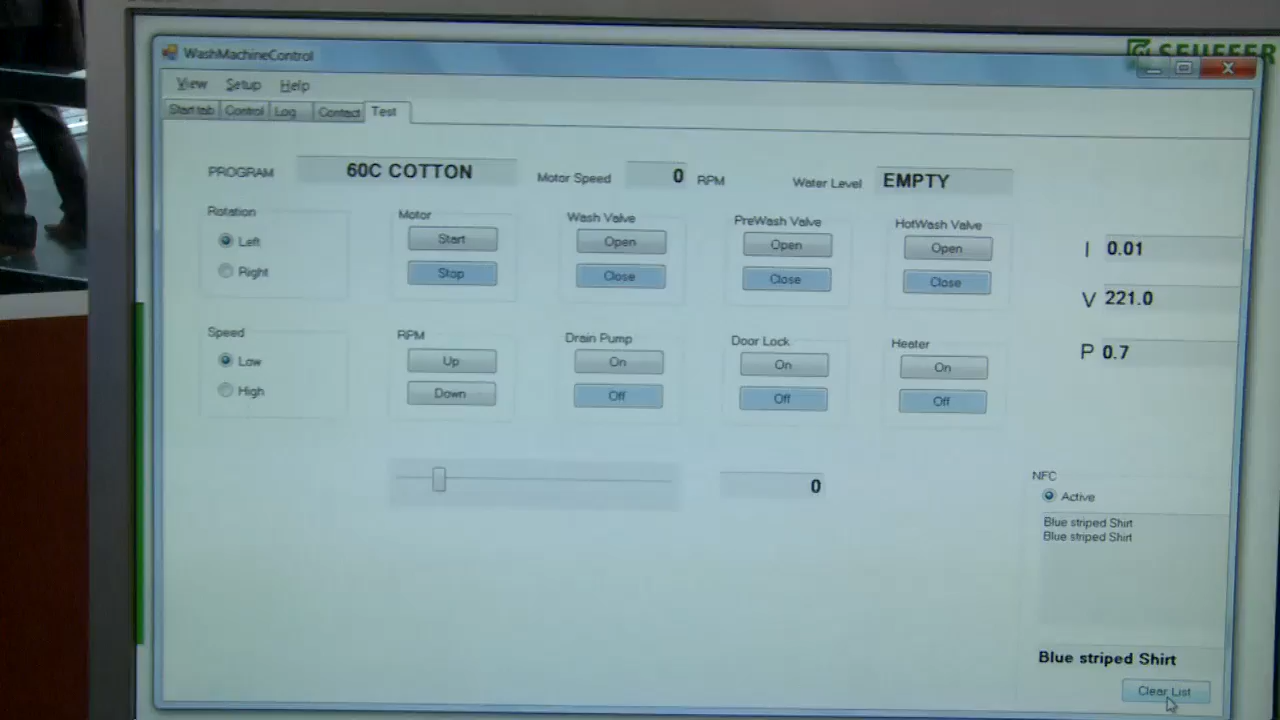 SEUFFER
WashMachineControl
View Setup Help
Start tab Control Log Contact Test
PROGRAM 60C COTTON Motor Speed 0 RPM Water Level EMPTY
Rotation Motor Wash Valve PreWash Valve HotWash Valve
Left Start Open Open Open I 0.01
Right Stop Close Close Close V 221.0
Speed RPM Drain Pump Door Lock Heater
Low Up On On On P 0.7
High Down Off Off Off
0
NFC
Active
Blue striped Shirt
Blue striped Shirt
Blue striped Shirt
Clear List